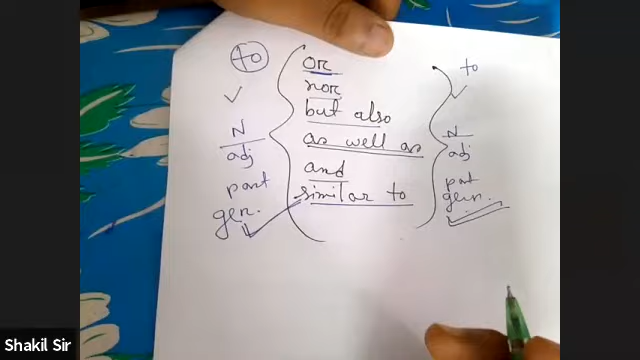 to
✓
N
adj
part
gen.
or
nor
but also
as well as
and
similar to
to
N
adj
part
gern.
Shakil Sir